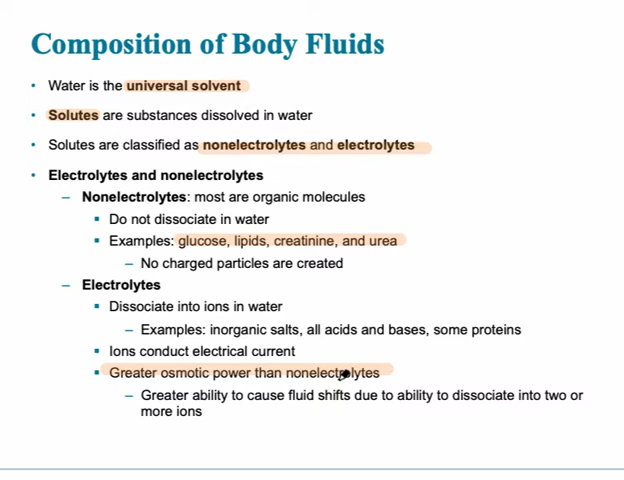 Composition of Body Fluids
• Water is the universal solvent
• Solutes are substances dissolved in water
• Solutes are classified as nonelectrolytes and electrolytes
• Electrolytes and nonelectrolytes
– Nonelectrolytes: most are organic molecules
▪ Do not dissociate in water
▪ Examples: glucose, lipids, creatinine, and urea
– No charged particles are created
– Electrolytes
▪ Dissociate into ions in water
– Examples: inorganic salts, all acids and bases, some proteins
▪ Ions conduct electrical current
▪ Greater osmotic power than nonelectrolytes
– Greater ability to cause fluid shifts due to ability to dissociate into two or
more ions